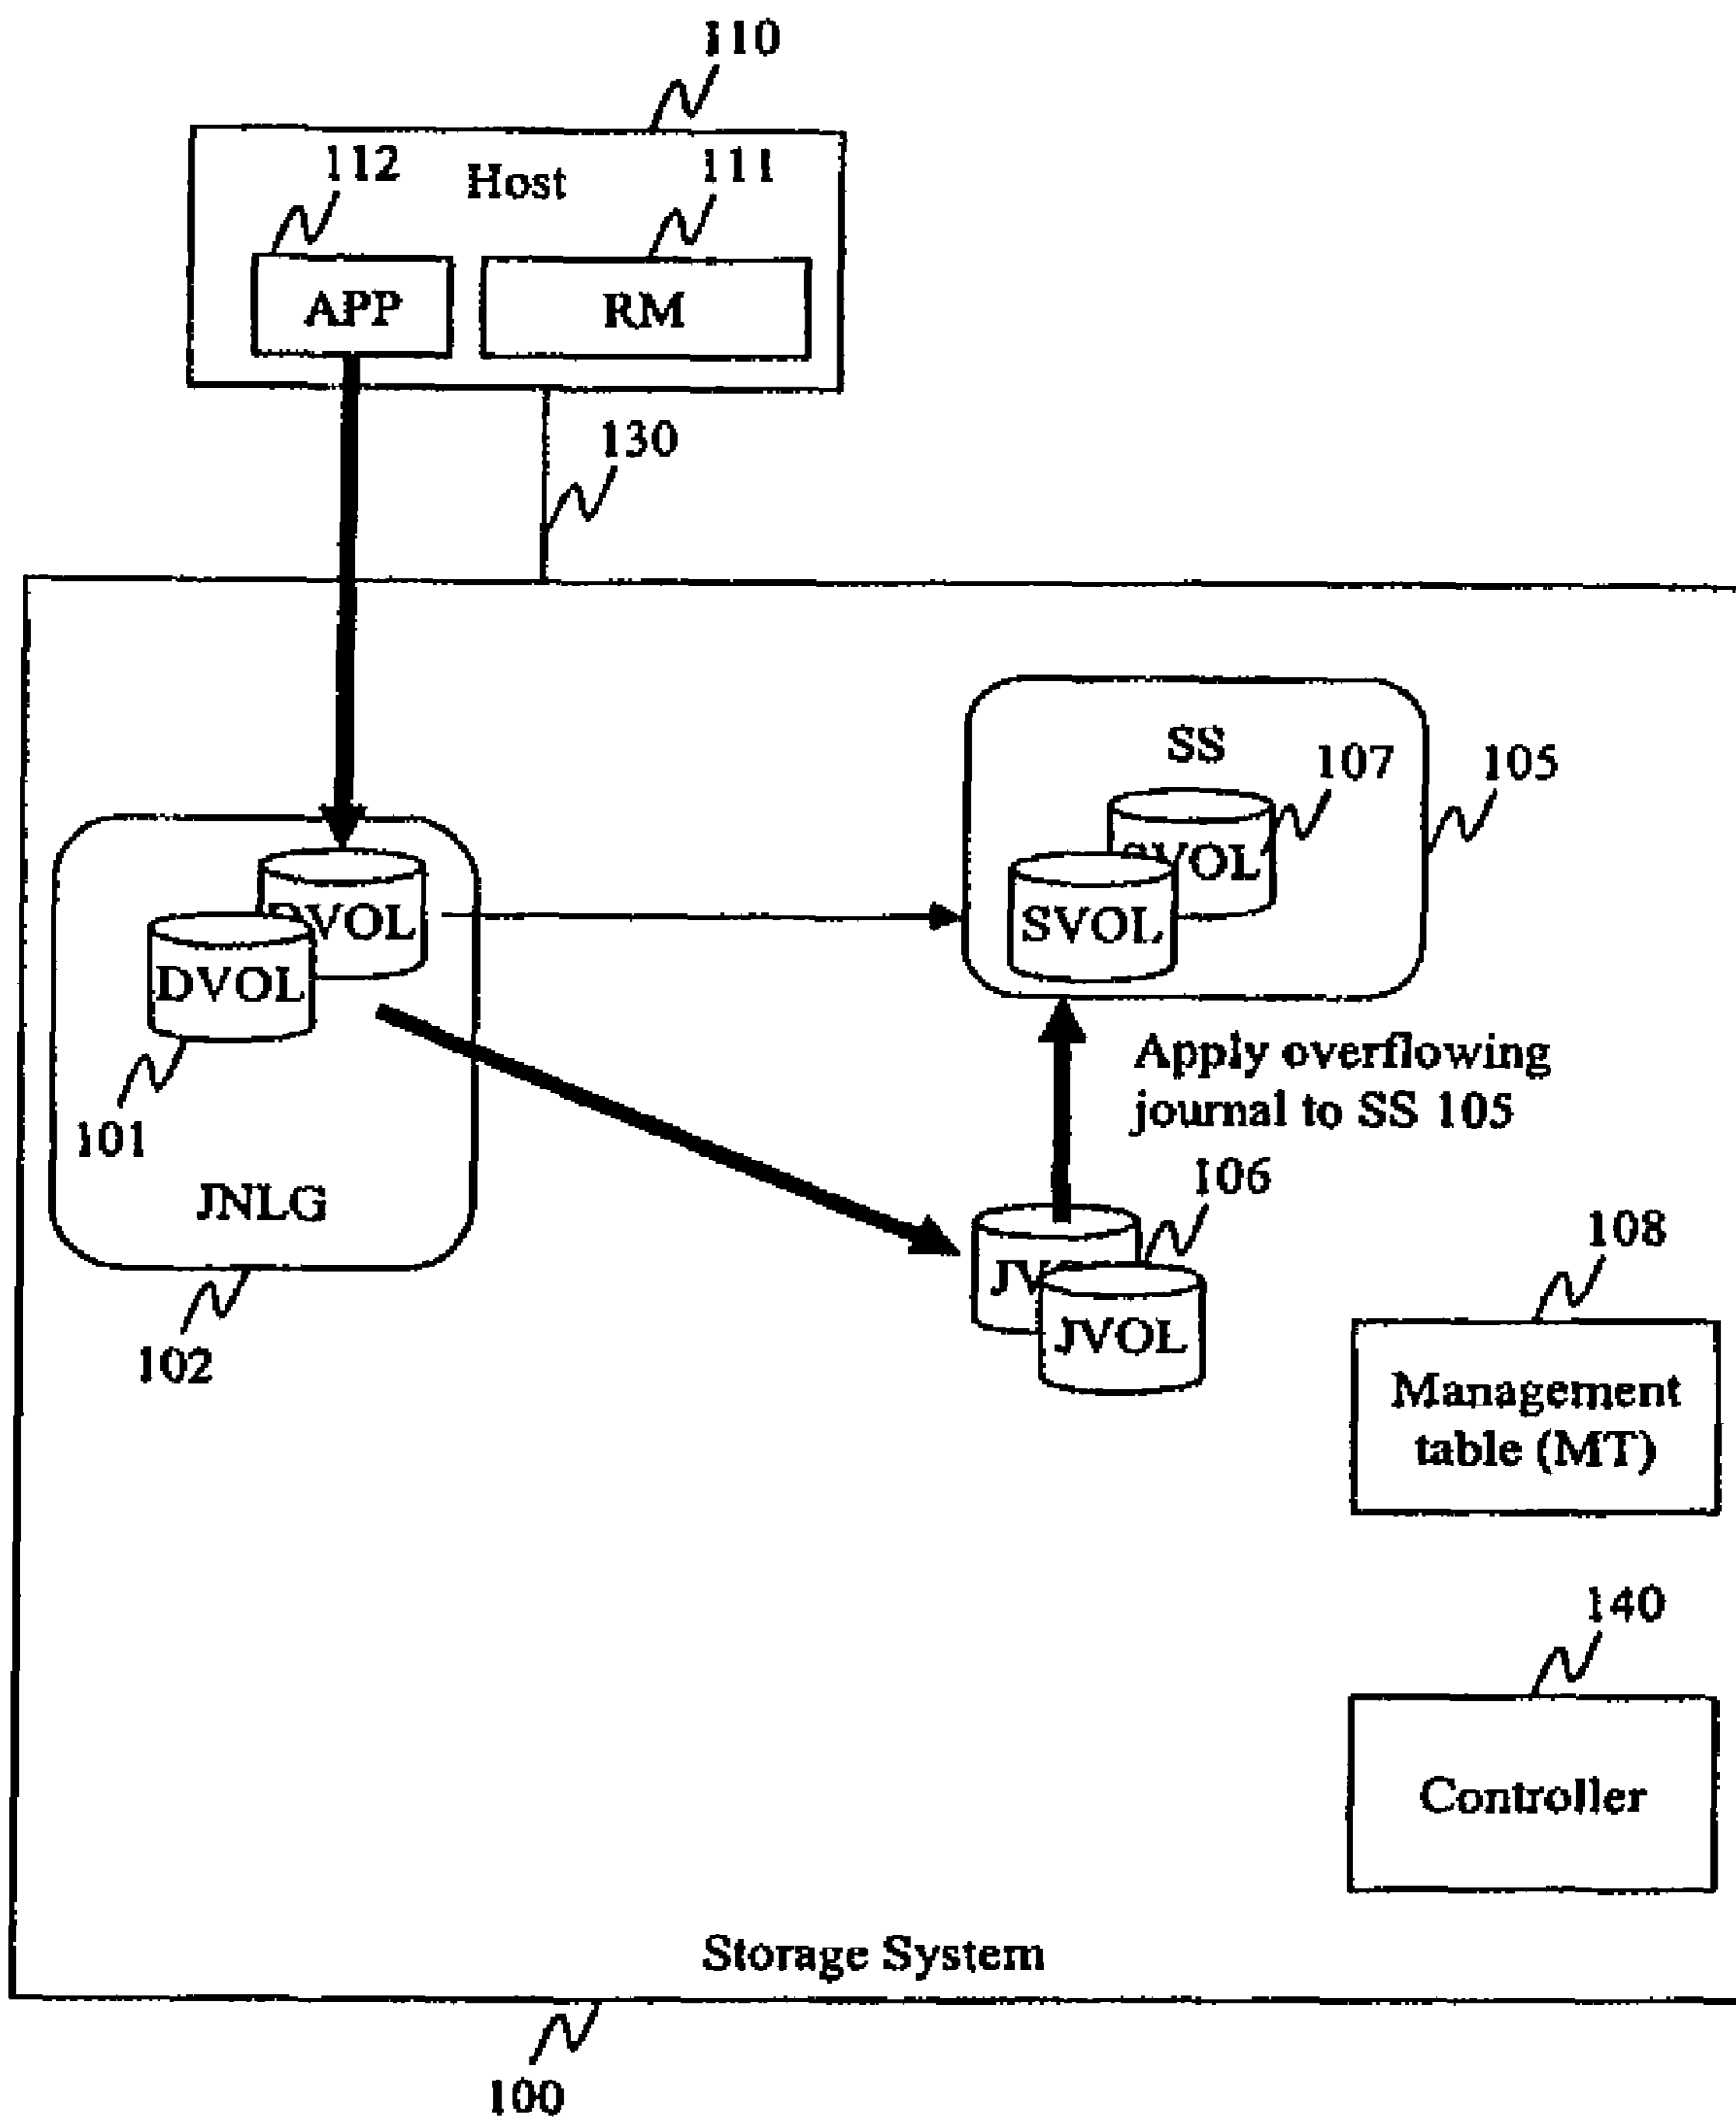 110
112
Host
111
APP
RM
130
SS
107
105
DVOL
SVOL
SVOL
DVOL
101
Apply overflowing
journal to SS 105
JNLG
106
108
102
JVOL
Management
table (MT)
140
Controller
Storage System
100